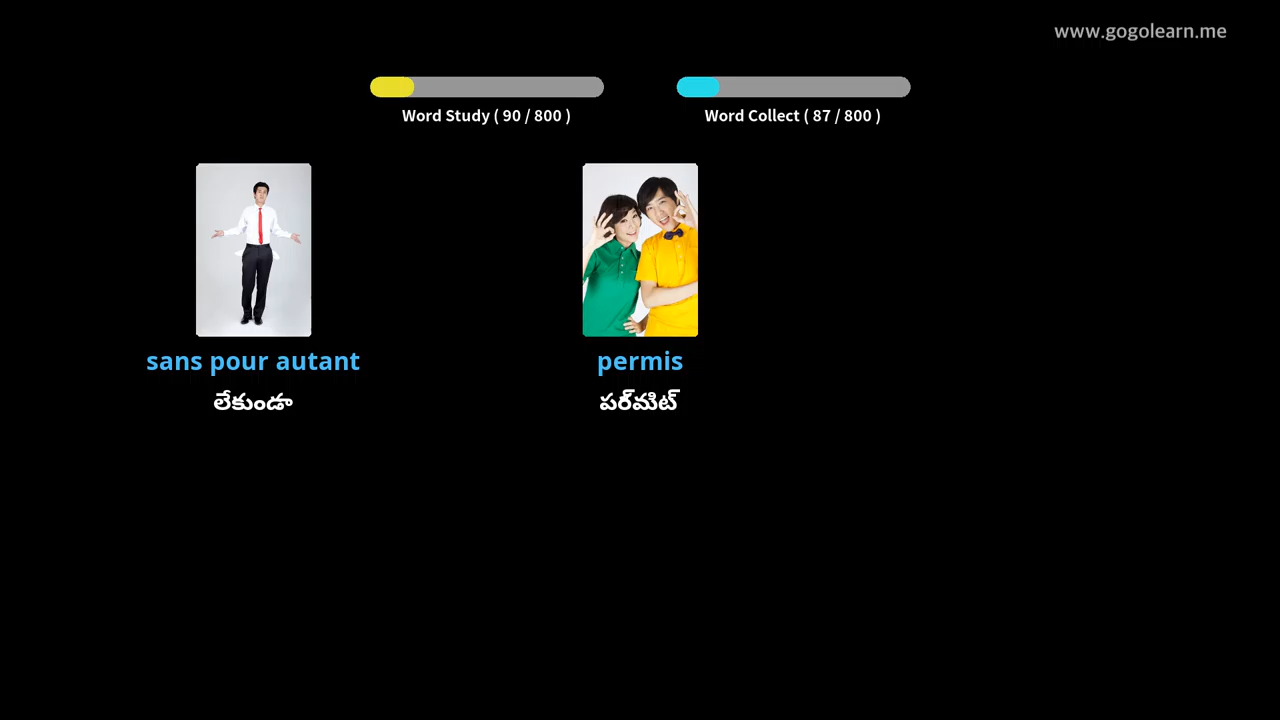 www.gogolearn.me
Word Study ( 90 / 800 )
Word Collect ( 87 / 800 )
sans pour autant
permis
లేకుండా
పర్మిట్